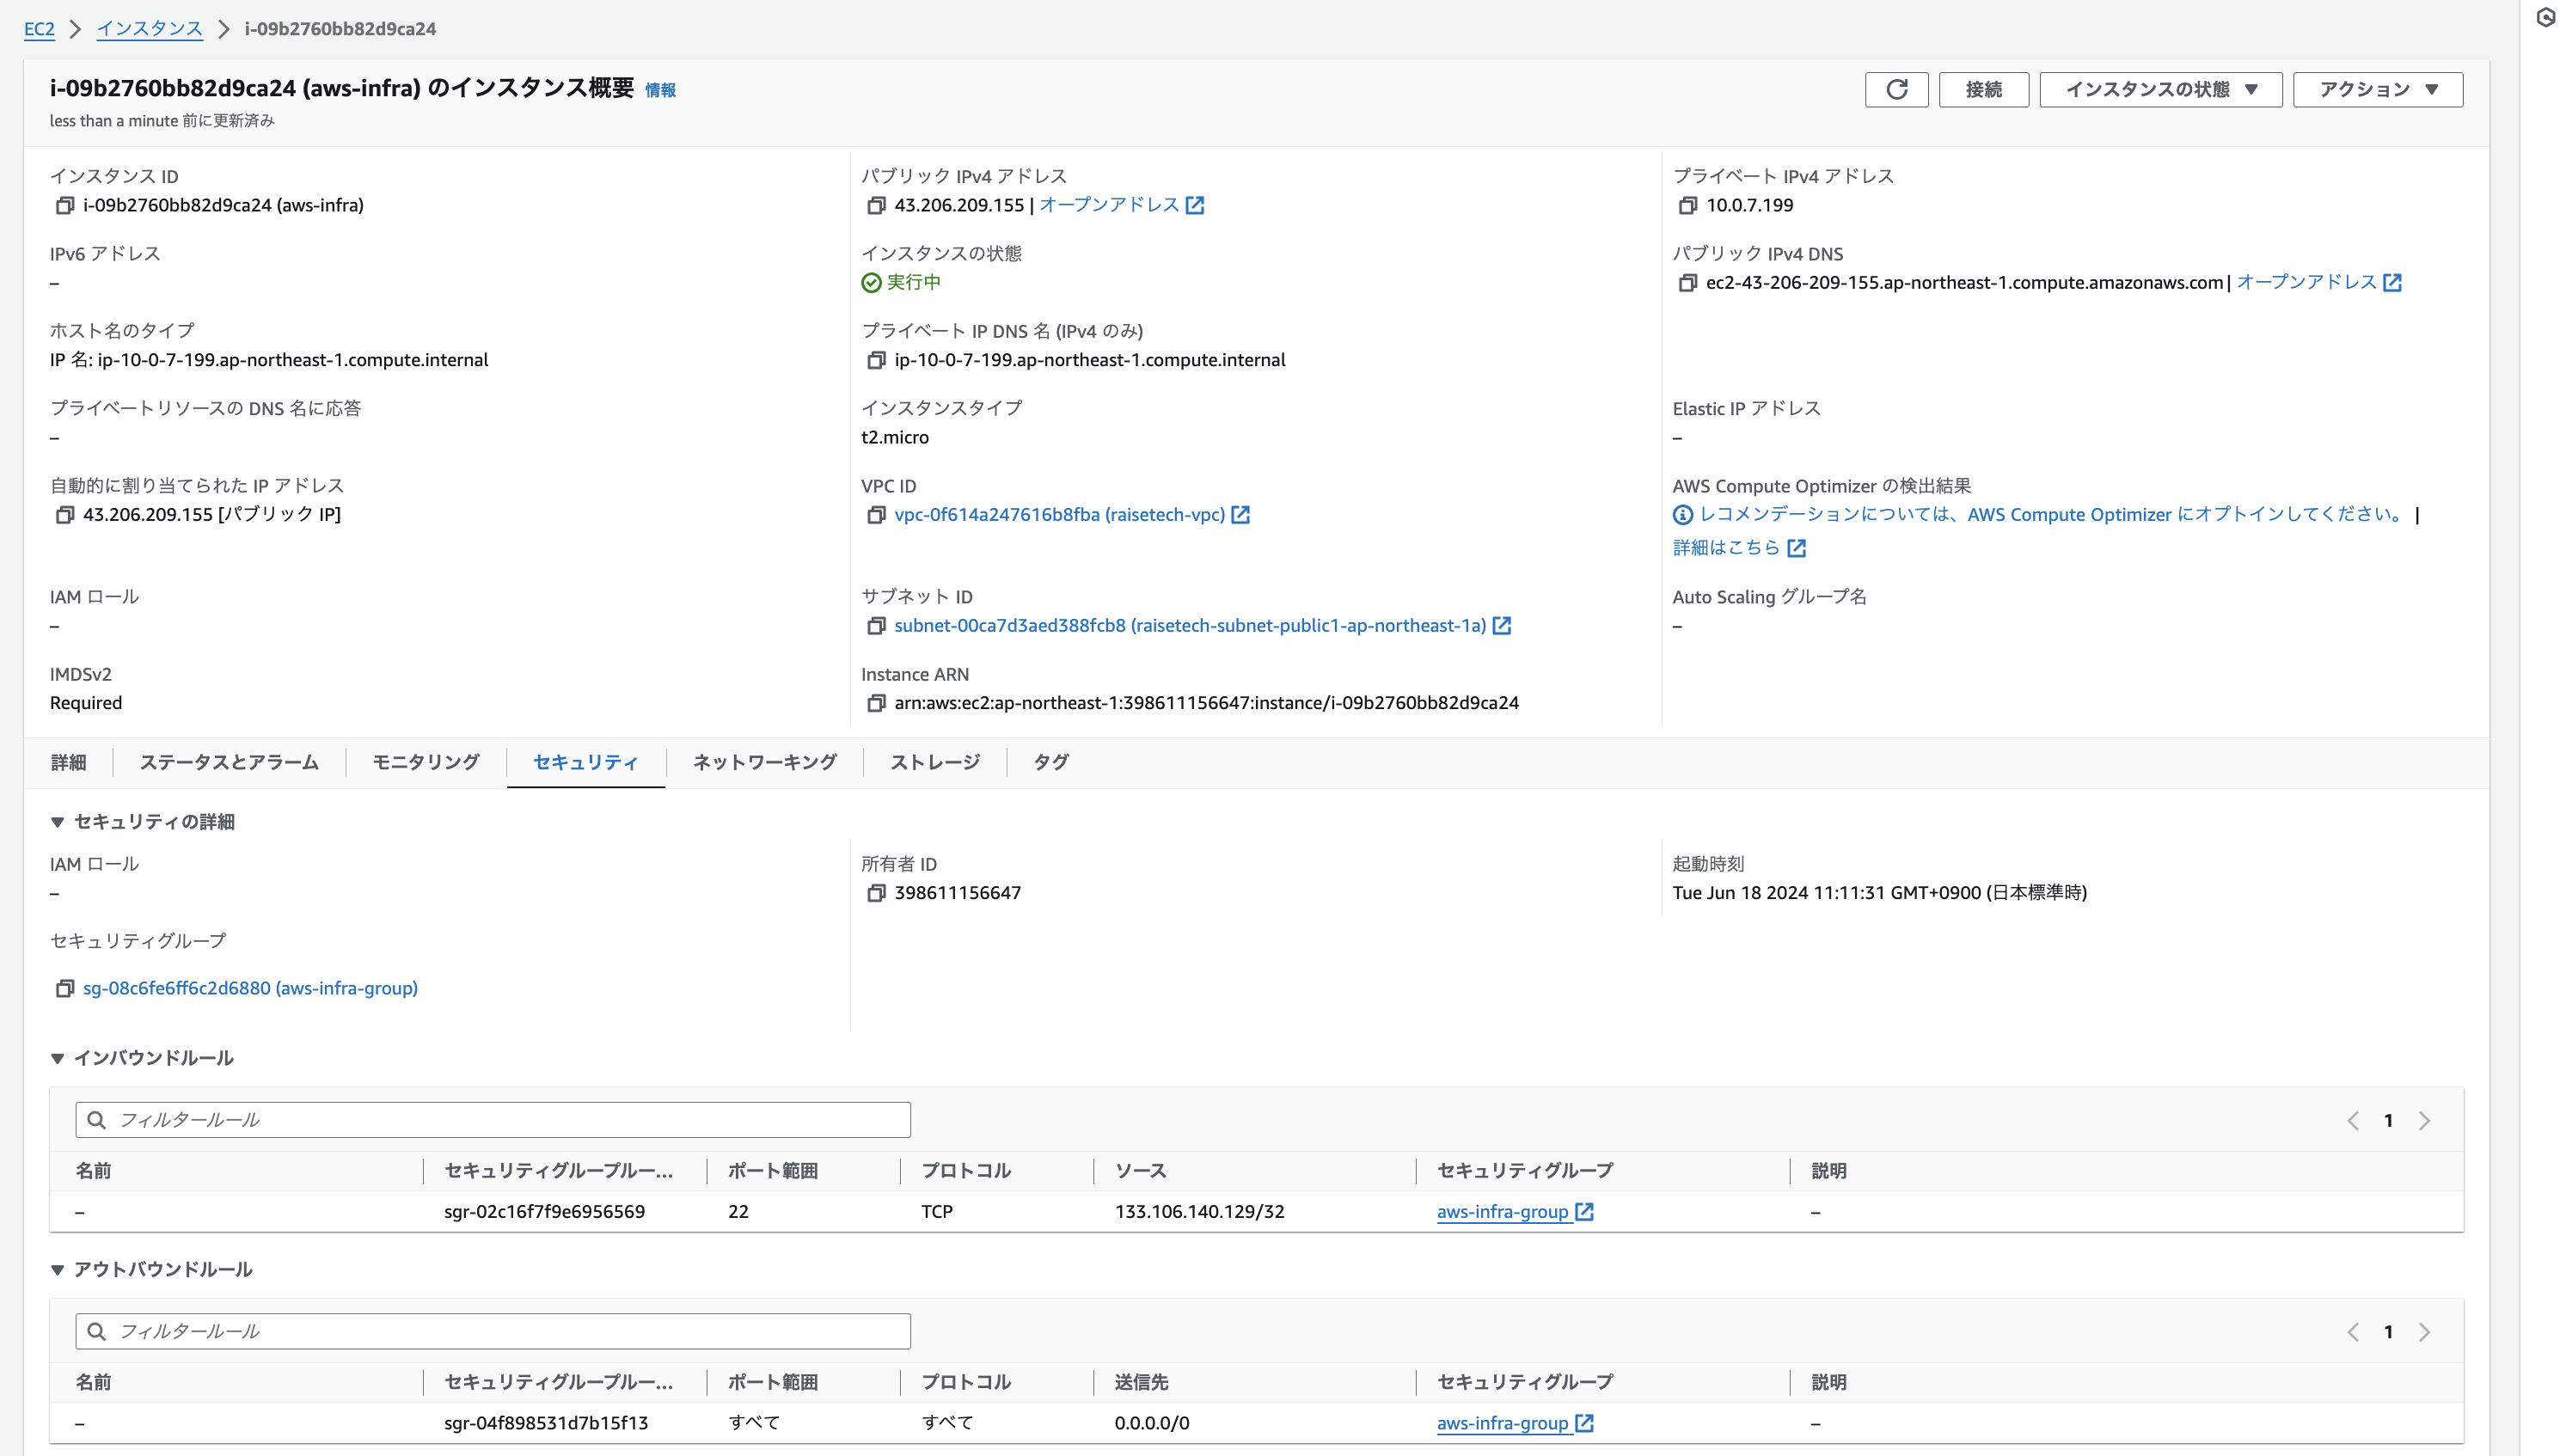 EC2 > インスタンス > i-09b2760bb82d9ca24
i-09b2760bb82d9ca24 (aws-infra) のインスタンス概要 情報
less than a minute 前に更新済み
接続
インスタンスの状態
アクション
インスタンス ID
i-09b2760bb82d9ca24 (aws-infra)
パブリック IPv4 アドレス
43.206.209.155 | オープンアドレス
プライベート IPv4 アドレス
10.0.7.199
IPv6 アドレス
–
インスタンスの状態
実行中
パブリック IPv4 DNS
ec2-43-206-209-155.ap-northeast-1.compute.amazonaws.com | オープンアドレス
ホスト名のタイプ
IP 名: ip-10-0-7-199.ap-northeast-1.compute.internal
プライベート IP DNS 名 (IPv4 のみ)
ip-10-0-7-199.ap-northeast-1.compute.internal
プライベートリソースの DNS 名に応答
–
インスタンスタイプ
t2.micro
Elastic IP アドレス
–
自動的に割り当てられた IP アドレス
43.206.209.155 [パブリック IP]
VPC ID
vpc-0f614a247616b8fba (raisetech-vpc)
AWS Compute Optimizer の検出結果
レコメンデーションについては、AWS Compute Optimizer にオプトインしてください。 |
詳細はこちら
IAM ロール
–
サブネット ID
subnet-00ca7d3aed388fcb8 (raisetech-subnet-public1-ap-northeast-1a)
Auto Scaling グループ名
–
IMDSv2
Required
Instance ARN
arn:aws:ec2:ap-northeast-1:398611156647:instance/i-09b2760bb82d9ca24
詳細 ステータスとアラーム モニタリング セキュリティ ネットワーキング ストレージ タグ
▼ セキュリティの詳細
IAM ロール
–
所有者 ID
398611156647
起動時刻
Tue Jun 18 2024 11:11:31 GMT+0900 (日本標準時)
セキュリティグループ
sg-08c6fe6ff6c2d6880 (aws-infra-group)
▼ インバウンドルール
フィルタールール
1
名前 セキュリティグループルー... ポート範囲 プロトコル ソース セキュリティグループ 説明
– sgr-02c16f7f9e6956569 22 TCP 133.106.140.129/32 aws-infra-group –
▼ アウトバウンドルール
フィルタールール
1
名前 セキュリティグループルー... ポート範囲 プロトコル 送信先 セキュリティグループ 説明
– sgr-04f898531d7b15f13 すべて すべて 0.0.0.0/0 aws-infra-group –